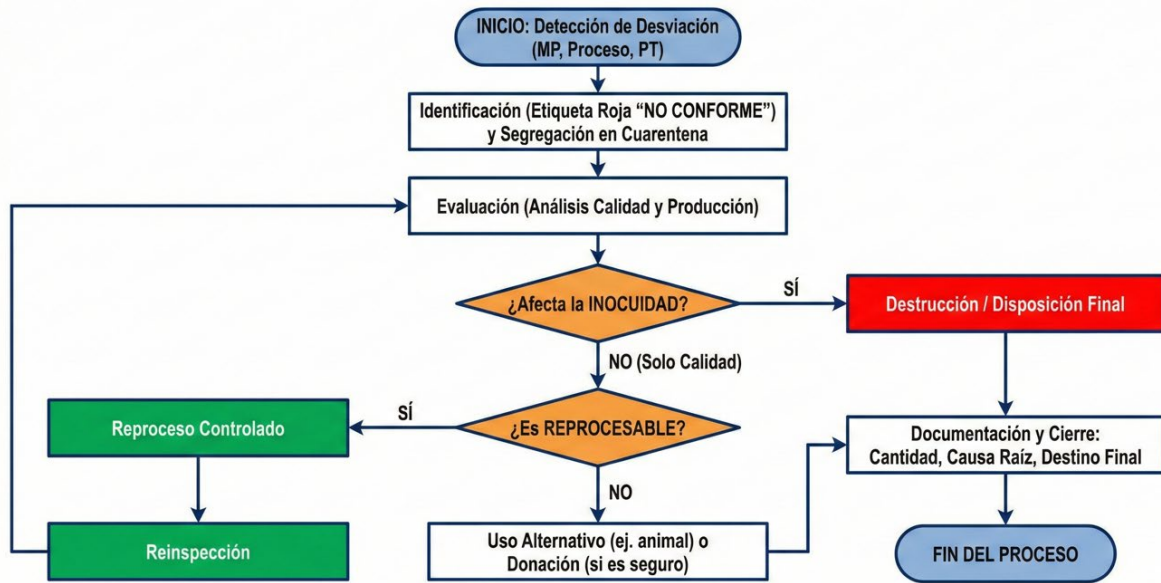 INICIO: Detección de Desviación
(MP, Proceso, PT)
Identificación (Etiqueta Roja “NO CONFORME”)
y Segregación en Cuarentena
Evaluación (Análisis Calidad y Producción)
¿Afecta la INOCUIDAD?
SÍ
Destrucción / Disposición Final
NO (Solo Calidad)
¿Es REPROCESABLE?
SÍ
Reproceso Controlado
Reinspección
NO
Uso Alternativo (ej. animal) o
Donación (si es seguro)
Documentación y Cierre:
Cantidad, Causa Raíz, Destino Final
FIN DEL PROCESO